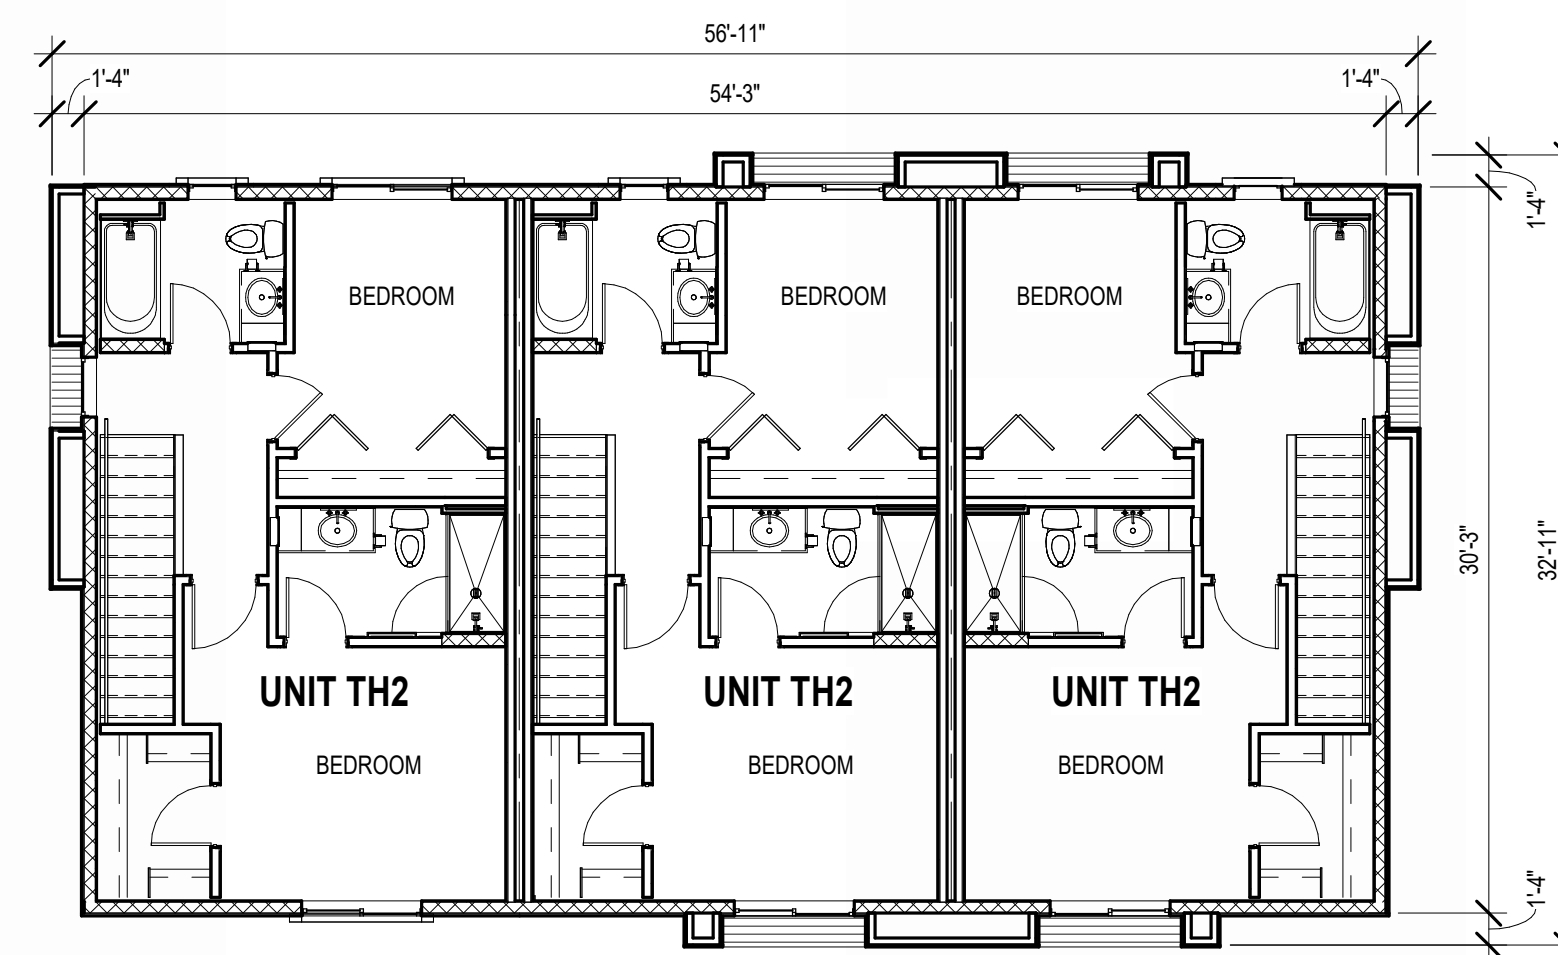 56'-11"
1'-4"
54'-3"
1'-4"
1'-4"
BEDROOM
BEDROOM
BEDROOM
30'-3"
32'-11"
UNIT TH2
UNIT TH2
UNIT TH2
BEDROOM
BEDROOM
BEDROOM
1'-4"